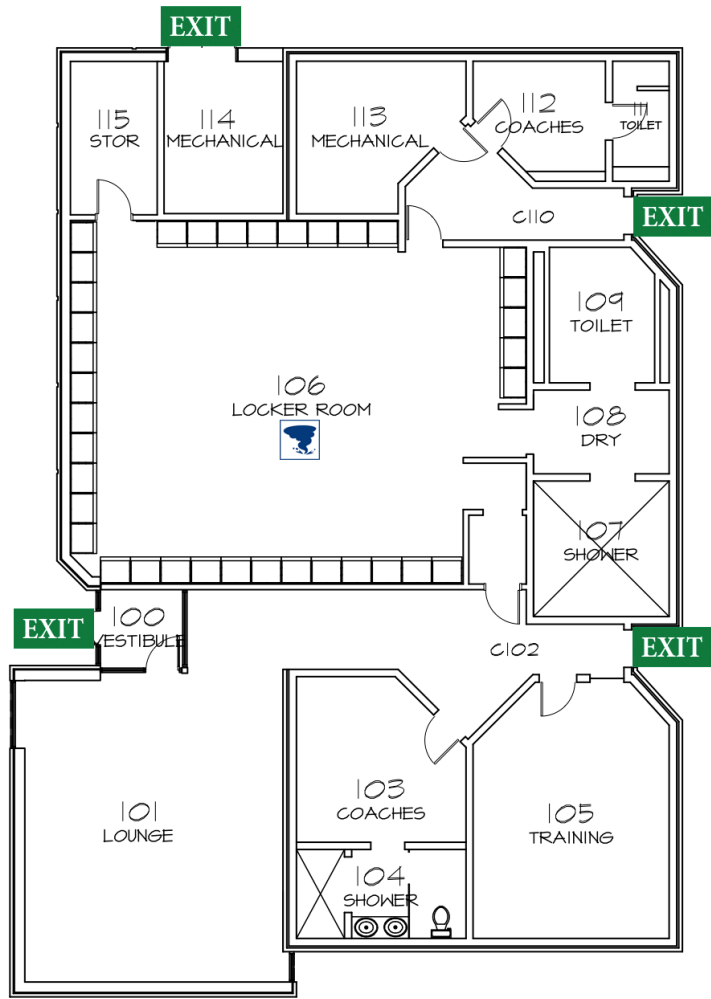 EXIT
115
STOR
114
MECHANICAL
113
MECHANICAL
112
COACHES
111
TOILET
C110
EXIT
109
TOILET
106
LOCKER ROOM
108
DRY
107
SHOWER
100
VESTIBULE
EXIT
C102
EXIT
103
COACHES
101
LOUNGE
105
TRAINING
104
SHOWER